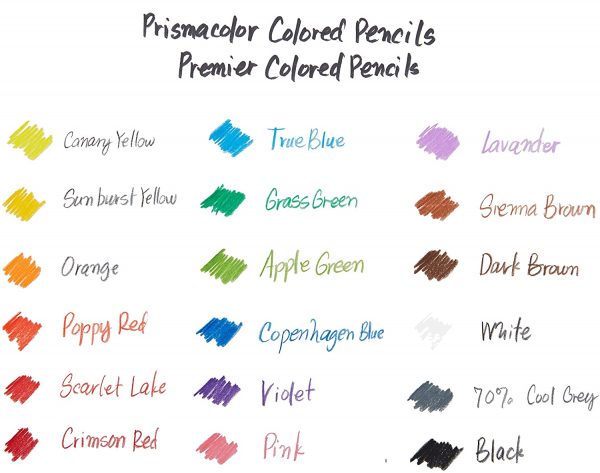 Prismacolor Colored Pencils
Premier Colored Pencils
Canary Yellow
Sunburst Yellow
Orange
Poppy Red
Scarlet Lake
Crimson Red
True Blue
Grass Green
Apple Green
Copenhagen Blue
Violet
Pink
Lavander
Sienna Brown
Dark Brown
White
70% Cool Grey
Black